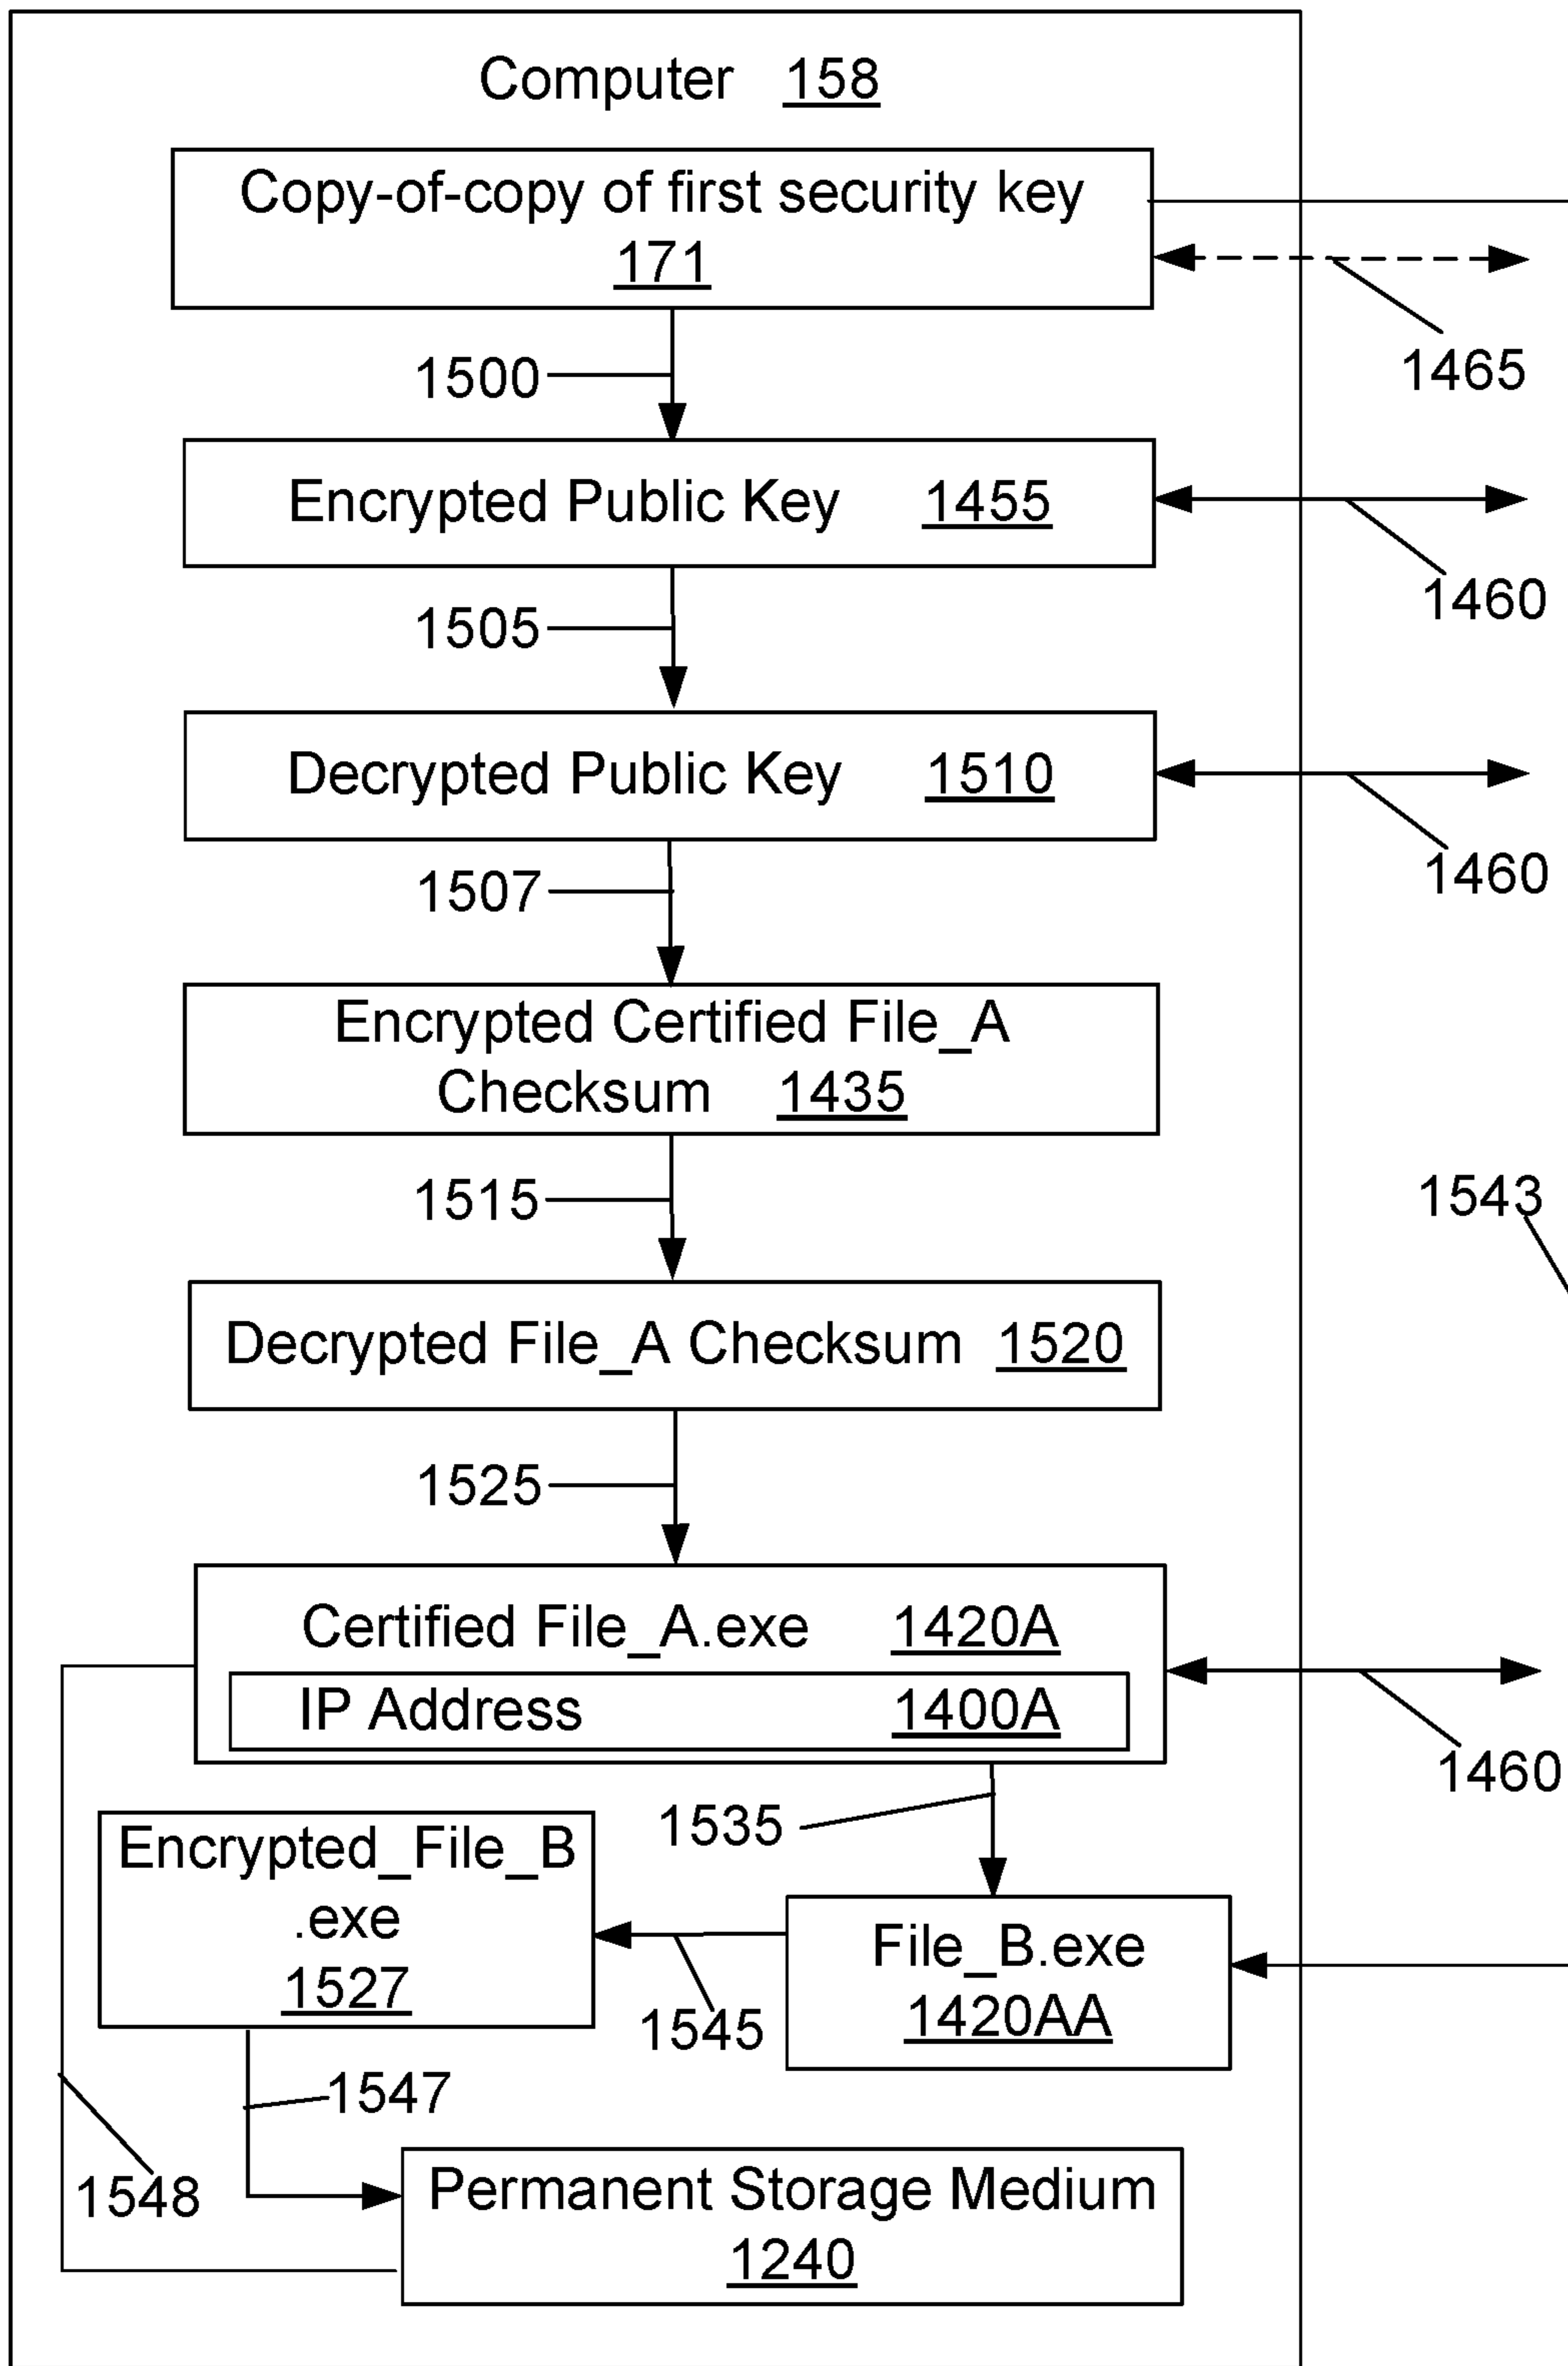 Computer 158
Copy-of-copy of first security key
171
1465
1500
Encrypted Public Key 1455
1460
1505
Decrypted Public Key 1510
1460
1507
Encrypted Certified File_A
Checksum 1435
1543
1515
Decrypted File_A Checksum 1520
1525
Certified File_A.exe 1420A
IP Address 1400A
1460
1535
Encrypted_File_B
.exe
1527
File_B.exe
1420AA
1545
1547
1548
Permanent Storage Medium
1240